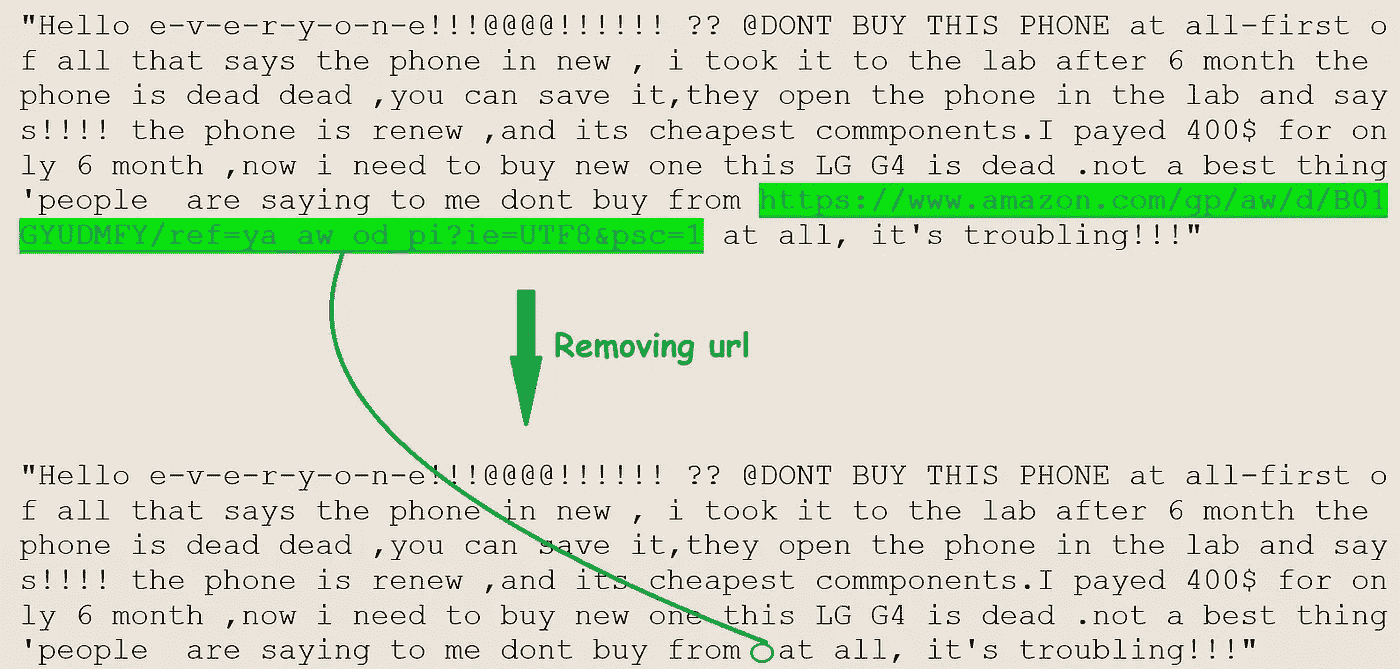 "Hello e-v-e-r-y-o-n-e!!!@@@@!!!!!! ?? @DONT BUY THIS PHONE at all-first o
f all that says the phone in new , i took it to the lab after 6 month the
phone is dead dead ,you can save it,they open the phone in the lab and say
s!!!! the phone is renew ,and its cheapest commponents.I payed 400$ for on
ly 6 month ,now i need to buy new one this LG G4 is dead .not a best thing
'people  are saying to me dont buy from https://www.amazon.com/gp/aw/d/B01
GYUDMFY/ref=ya_aw_od_pi?ie=UTF8&psc=1 at all, it's troubling!!!"
Removing url
"Hello e-v-e-r-y-o-n-e!!!@@@@!!!!!! ?? @DONT BUY THIS PHONE at all-first o
f all that says the phone in new , i took it to the lab after 6 month the
phone is dead dead ,you can save it,they open the phone in the lab and say
s!!!! the phone is renew ,and its cheapest commponents.I payed 400$ for on
ly 6 month ,now i need to buy new one this LG G4 is dead .not a best thing
'people  are saying to me dont buy from at all, it's troubling!!!"